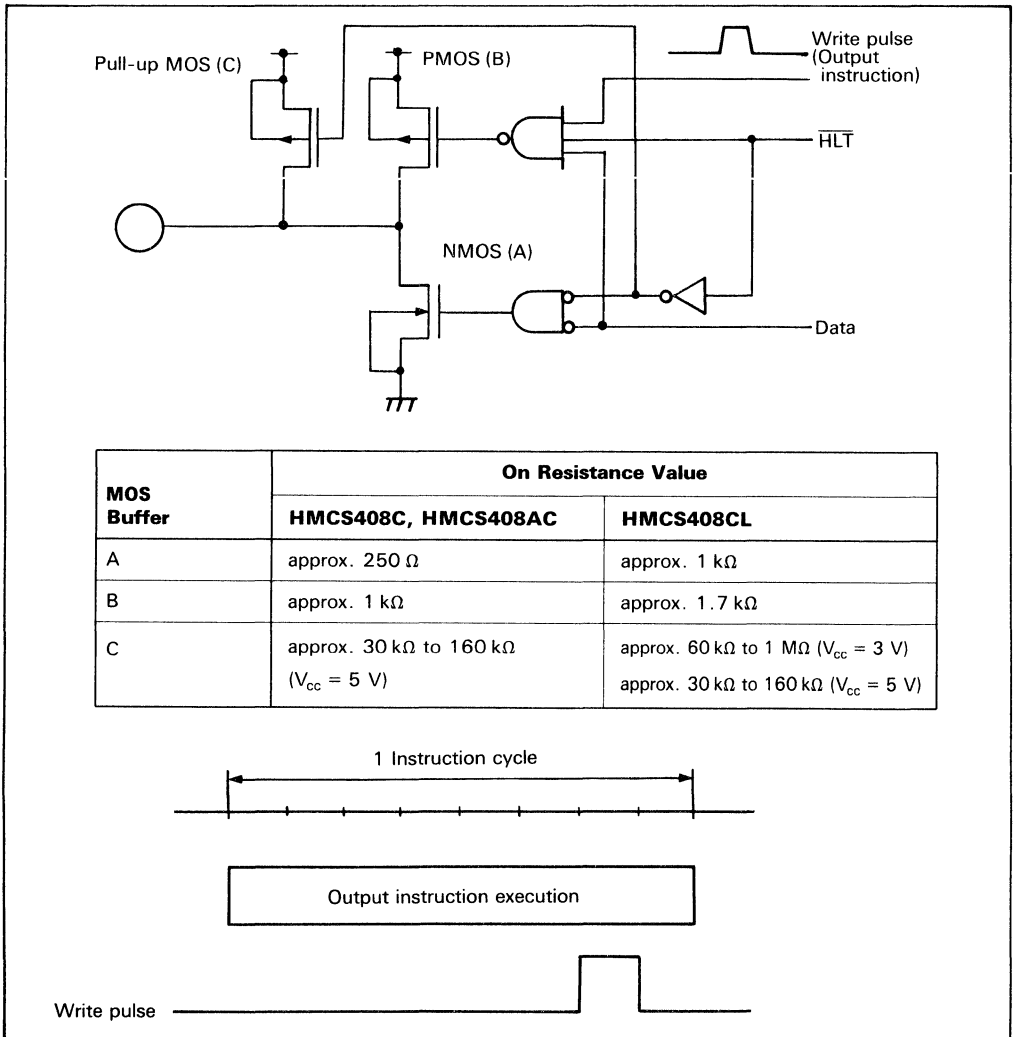 Pull-up MOS (C)
PMOS (B)
Write pulse
(Output
instruction)
HLT
NMOS (A)
Data
MOS
Buffer
On Resistance Value
HMCS408C, HMCS408AC
HMCS408CL
A
approx. 250 Ω
approx. 1 kΩ
B
approx. 1 kΩ
approx. 1.7 kΩ
C
approx. 30 kΩ to 160 kΩ
(Vcc = 5 V)
approx. 60 kΩ to 1 MΩ (Vcc = 3 V)
approx. 30 kΩ to 160 kΩ (Vcc = 5 V)
1 Instruction cycle
Output instruction execution
Write pulse